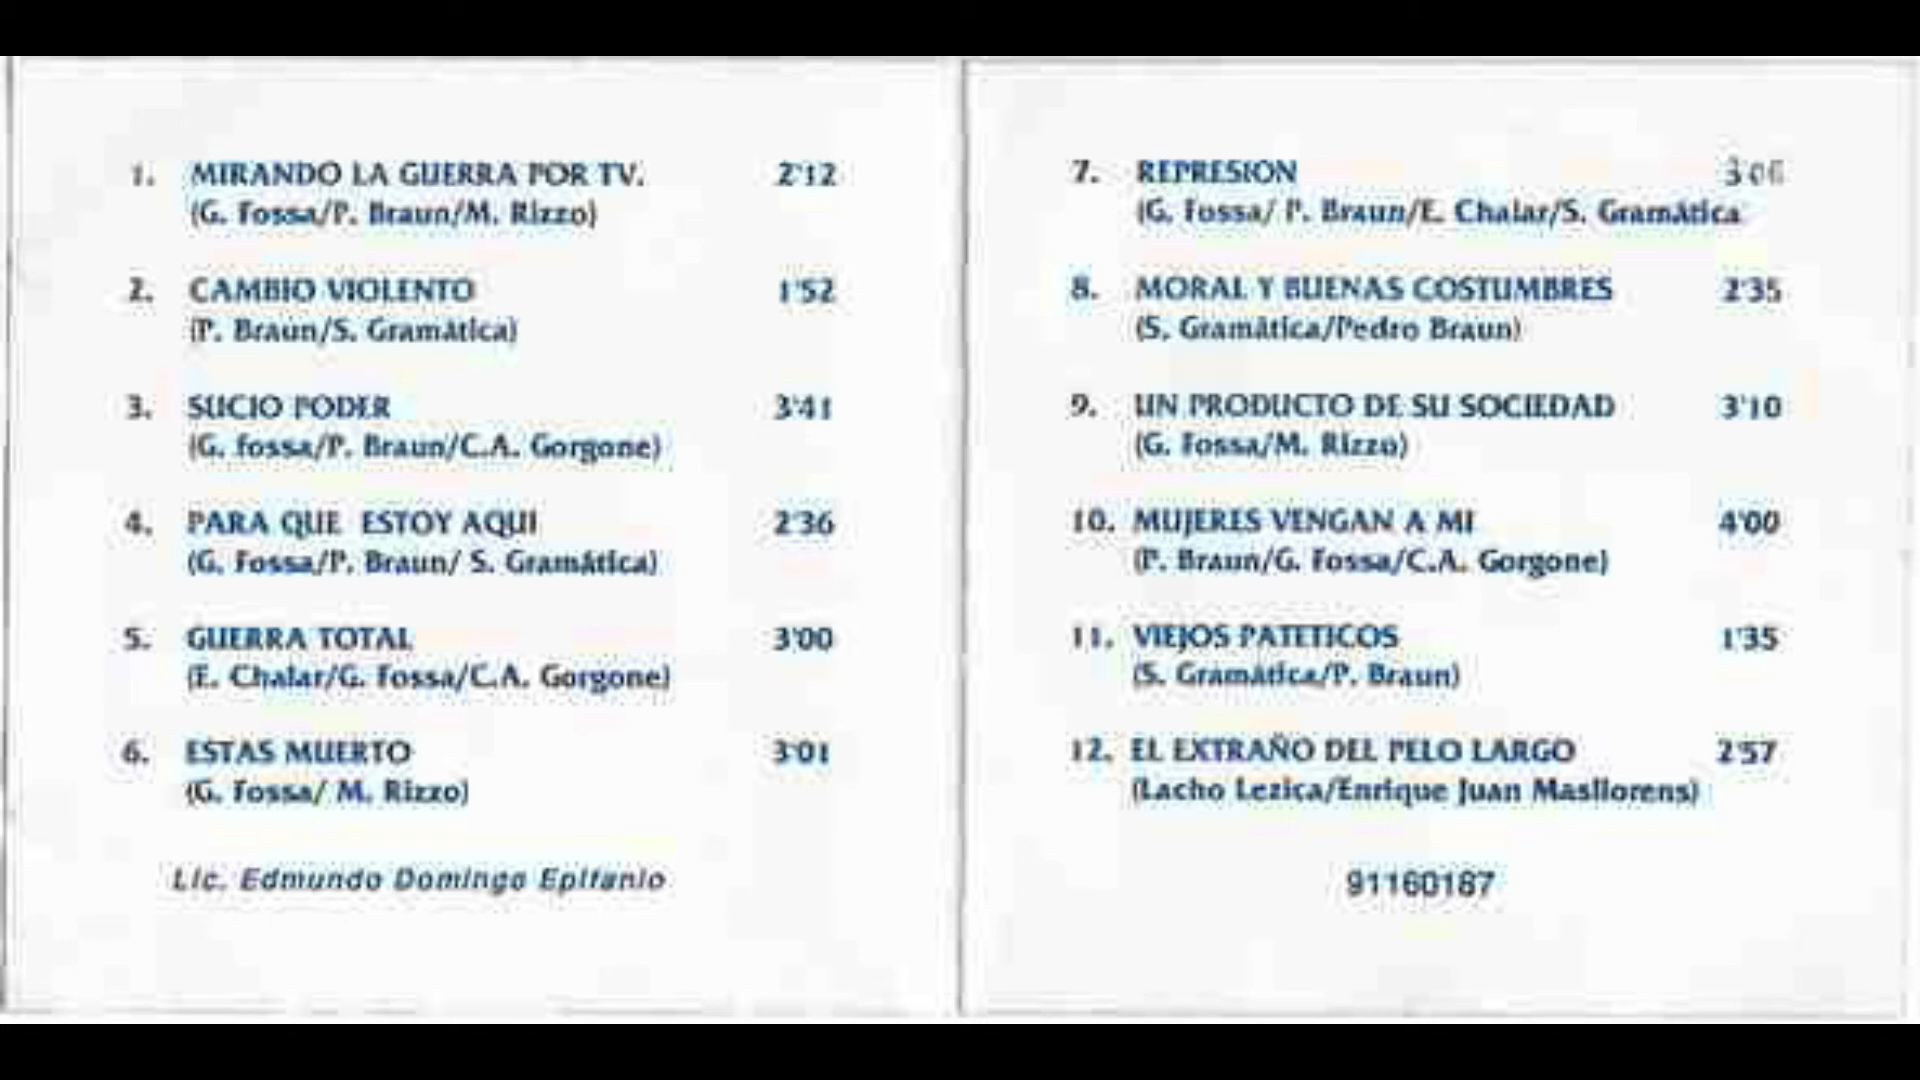 1. MIRANDO LA GUERRA POR TV. 2'12
(G. Fossa/P. Braun/M. Rizzo)
2. CAMBIO VIOLENTO 1'52
(P. Braun/S. Gramática)
3. SUCIO PODER 3'41
(G. fossa/P. Braun/C.A. Gorgone)
4. PARA QUE ESTOY AQUI 2'36
(G. Fossa/P. Braun/ S. Gramática)
5. GUERRA TOTAL 3'00
(E. Chalar/G. Fossa/C.A. Gorgone)
6. ESTAS MUERTO 3'01
(G. Fossa/ M. Rizzo)
Lic. Edmundo Domingo Epifanio
7. REPRESION
(G. Fossa/ P. Braun/E. Chalar/S. Gramática
8. MORAL Y BUENAS COSTUMBRES 2'35
(S. Gramática/Pedro Braun)
9. UN PRODUCTO DE SU SOCIEDAD 3'10
(G. Fossa/M. Rizzo)
10. MUJERES VENGAN A MI 4'00
(P. Braun/G. Fossa/C.A. Gorgone)
11. VIEJOS PATETICOS 1'35
(S. Gramática/P. Braun)
12. EL EXTRAÑO DEL PELO LARGO 2'57
(Lacho Lezica/Enrique Juan Masllorens)
91160187